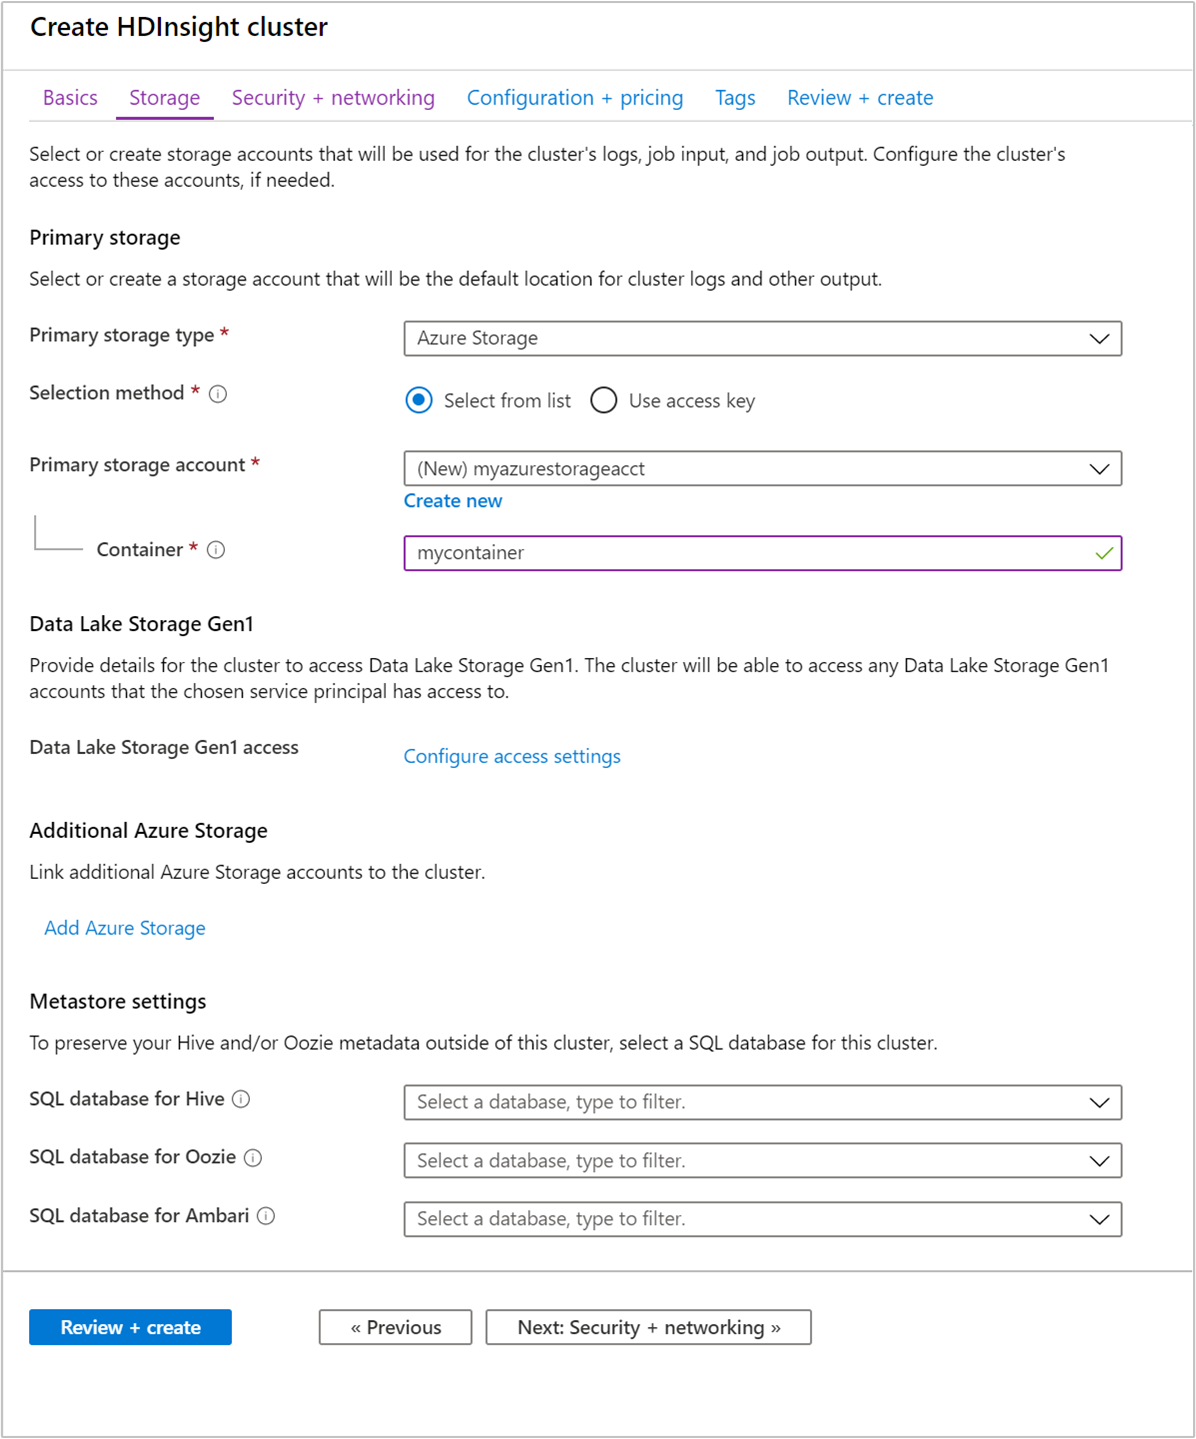 Create HDInsight cluster
Basics Storage Security + networking Configuration + pricing Tags Review + create
Select or create storage accounts that will be used for the cluster's logs, job input, and job output. Configure the cluster's
access to these accounts, if needed.
Primary storage
Select or create a storage account that will be the default location for cluster logs and other output.
Primary storage type * Azure Storage
Selection method * Select from list Use access key
Primary storage account * (New) myazurestorageacct
Create new
Container * mycontainer
Data Lake Storage Gen1
Provide details for the cluster to access Data Lake Storage Gen1. The cluster will be able to access any Data Lake Storage Gen1
accounts that the chosen service principal has access to.
Data Lake Storage Gen1 access Configure access settings
Additional Azure Storage
Link additional Azure Storage accounts to the cluster.
Add Azure Storage
Metastore settings
To preserve your Hive and/or Oozie metadata outside of this cluster, select a SQL database for this cluster.
SQL database for Hive Select a database, type to filter.
SQL database for Oozie Select a database, type to filter.
SQL database for Ambari Select a database, type to filter.
Review + create « Previous Next: Security + networking »